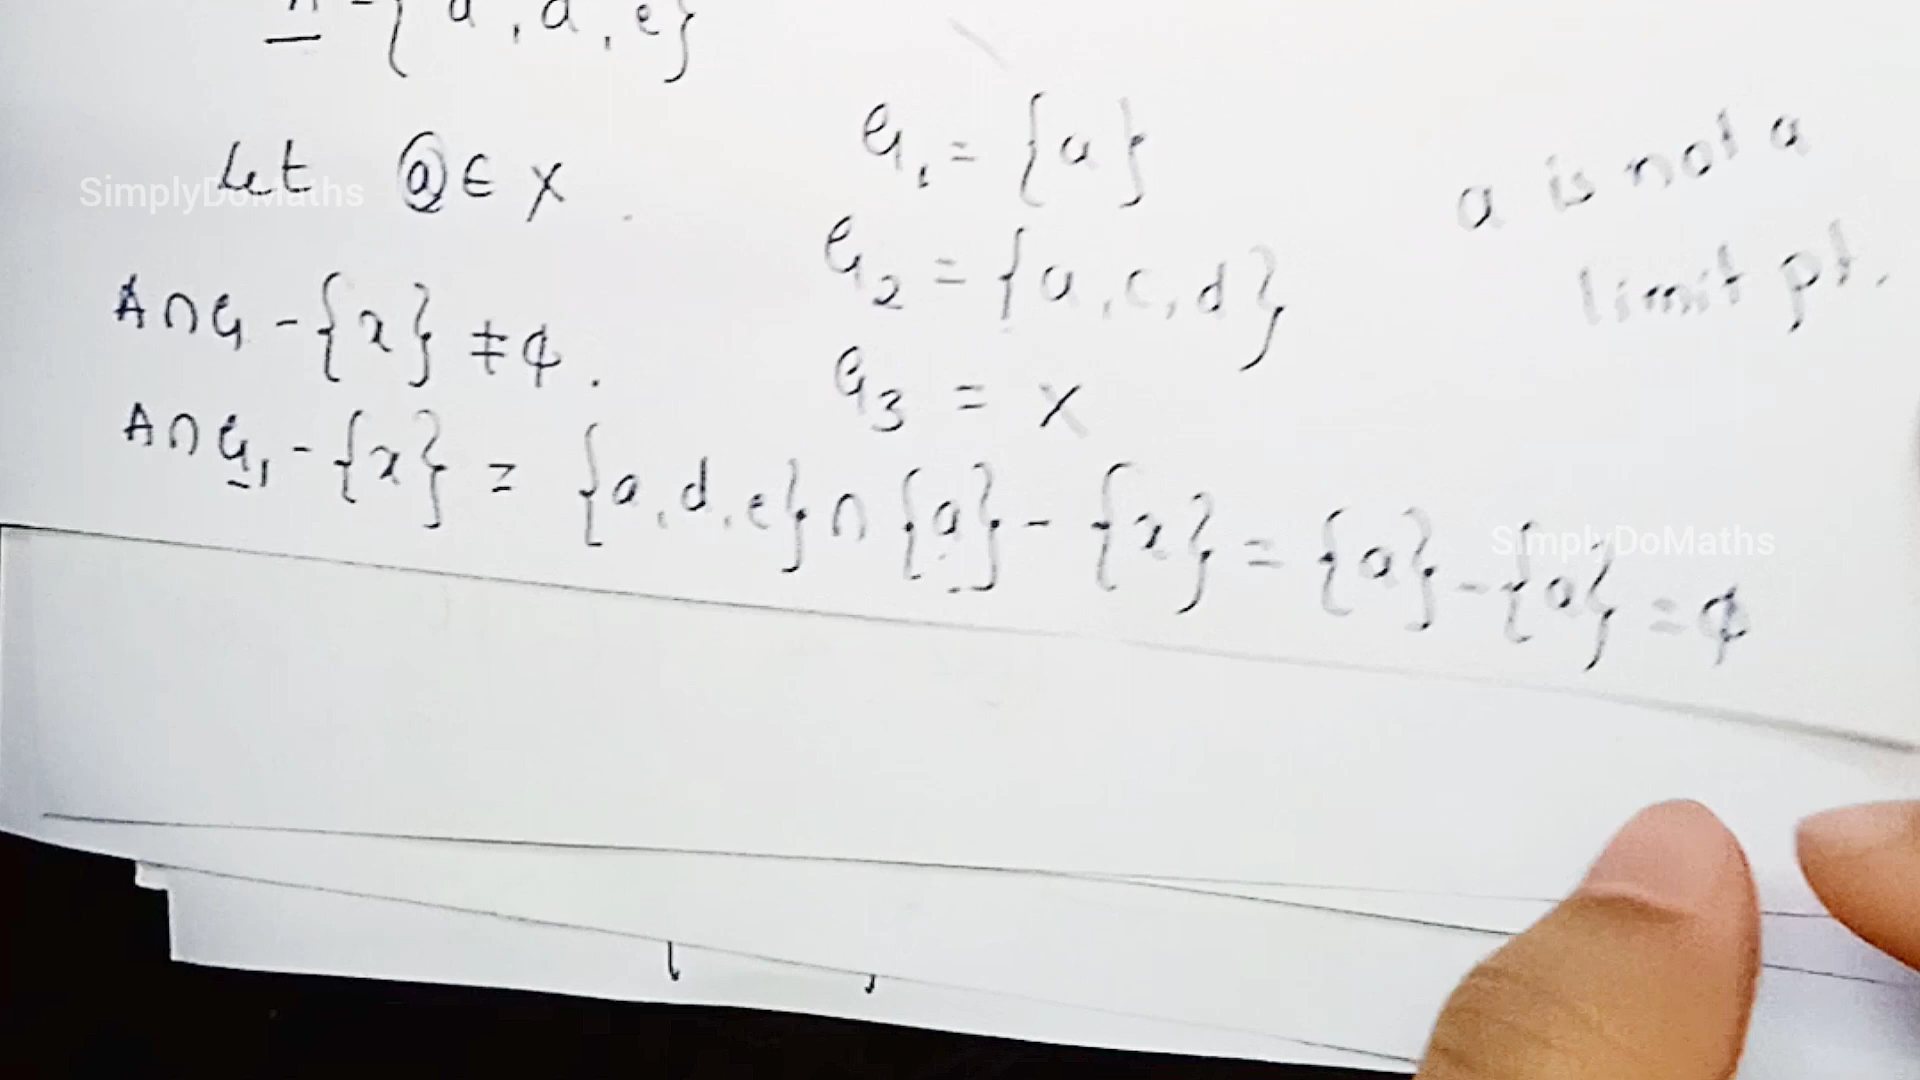 A = {a, d, e}
Let a ∈ X.
A ∩ G - {x} ≠ ϕ.
A ∩ G₁ - {x} = {a, d, e} ∩ {a} - {x} = {a} - {a} = ϕ
G₁ = {a}
G₂ = {a, c, d}
G₃ = X
a is not a
limit pt.
SimplyDoMaths
SimplyDoMaths